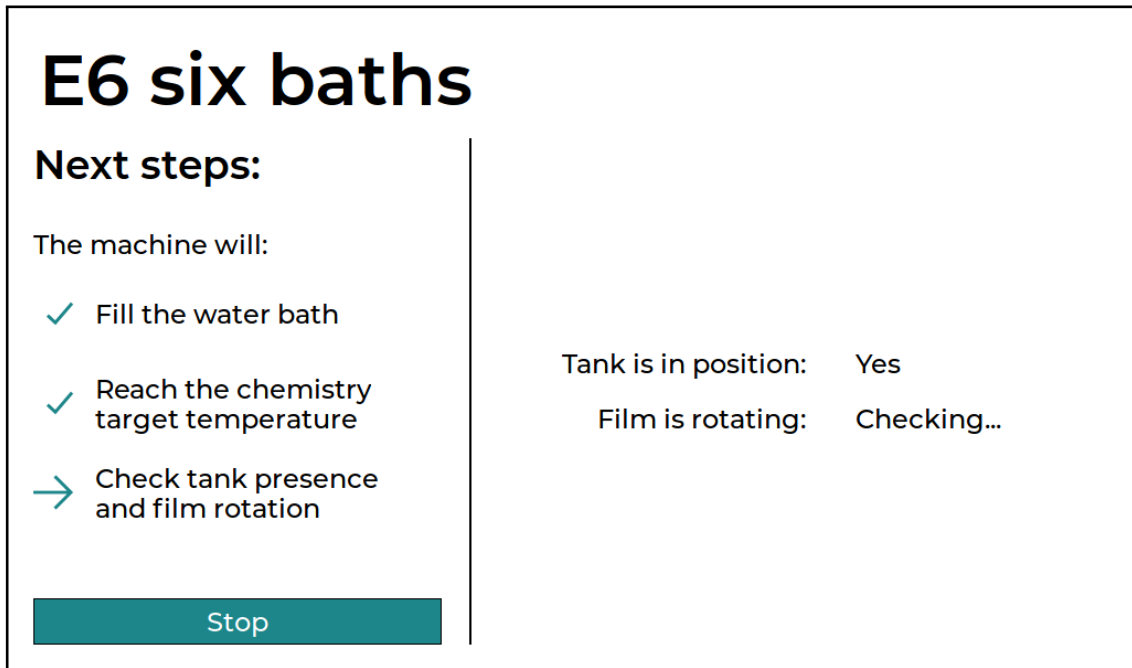 E6 six baths
Next steps:
The machine will:
Fill the water bath
Reach the chemistry
target temperature
Check tank presence
and film rotation
Stop
Tank is in position: Yes
Film is rotating: Checking...